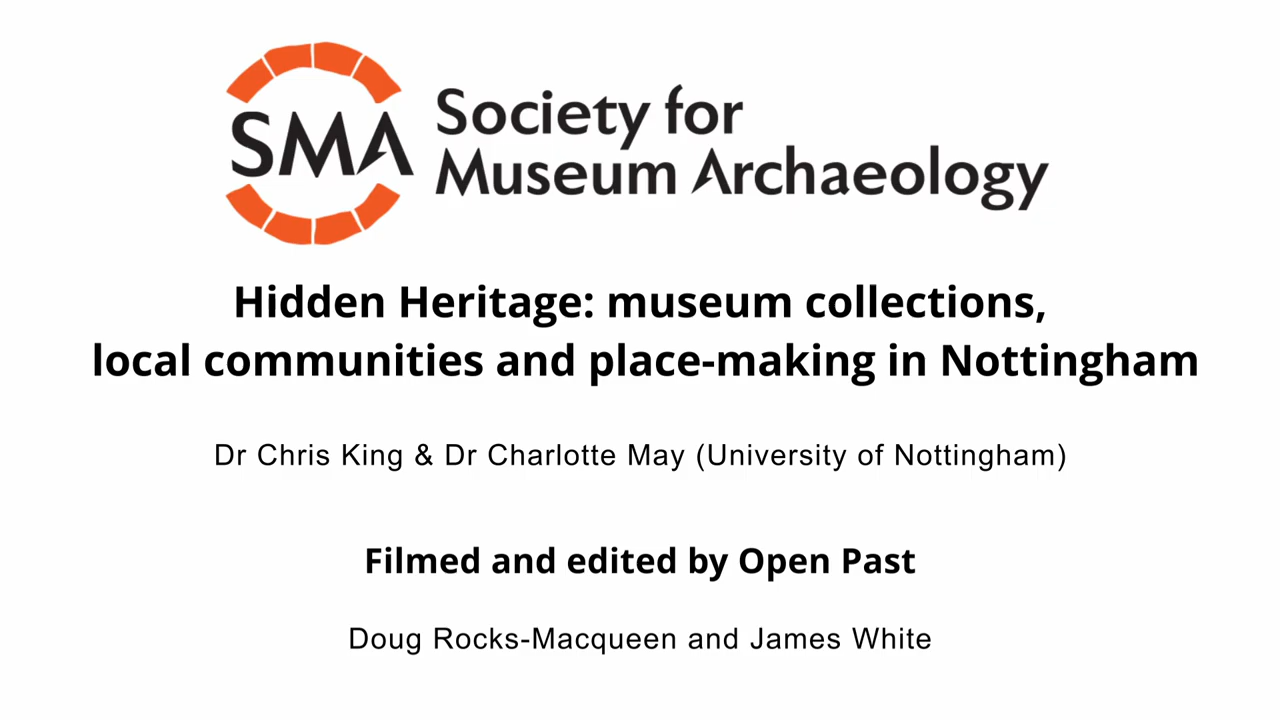 SMA
Society for
Museum Archaeology
Hidden Heritage: museum collections,
local communities and place-making in Nottingham
Dr Chris King & Dr Charlotte May (University of Nottingham)
Filmed and edited by Open Past
Doug Rocks-Macqueen and James White